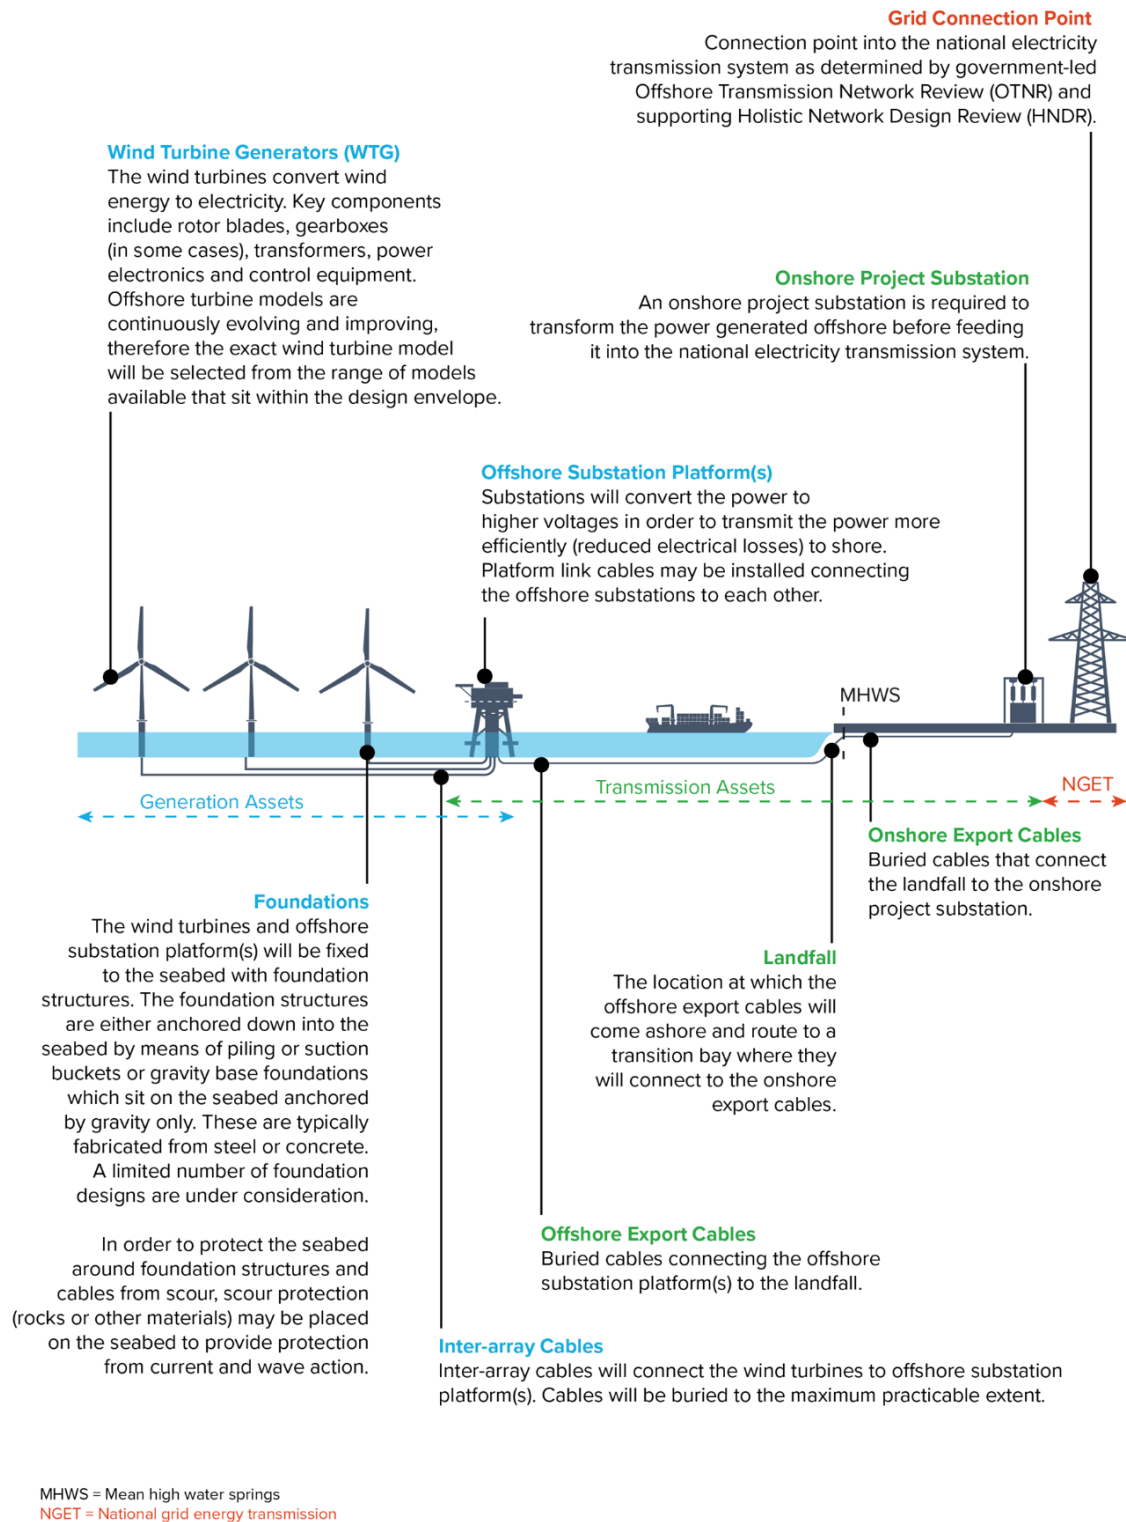 Grid Connection Point
Connection point into the national electricity
transmission system as determined by government-led
Offshore Transmission Network Review (OTNR) and
supporting Holistic Network Design Review (HNDR).
Wind Turbine Generators (WTG)
The wind turbines convert wind
energy to electricity. Key components
include rotor blades, gearboxes
(in some cases), transformers, power
electronics and control equipment.
Offshore turbine models are
continuously evolving and improving,
therefore the exact wind turbine model
will be selected from the range of models
available that sit within the design envelope.
Onshore Project Substation
An onshore project substation is required to
transform the power generated offshore before feeding
it into the national electricity transmission system.
Offshore Substation Platform(s)
Substations will convert the power to
higher voltages in order to transmit the power more
efficiently (reduced electrical losses) to shore.
Platform link cables may be installed connecting
the offshore substations to each other.
MHWS
Generation Assets
Transmission Assets
NGET
Onshore Export Cables
Buried cables that connect
the landfall to the onshore
project substation.
Foundations
The wind turbines and offshore
substation platform(s) will be fixed
to the seabed with foundation
structures. The foundation structures
are either anchored down into the
seabed by means of piling or suction
buckets or gravity base foundations
which sit on the seabed anchored
by gravity only. These are typically
fabricated from steel or concrete.
A limited number of foundation
designs are under consideration.
In order to protect the seabed
around foundation structures and
cables from scour, scour protection
(rocks or other materials) may be placed
on the seabed to provide protection
from current and wave action.
Landfall
The location at which the
offshore export cables will
come ashore and route to a
transition bay where they
will connect to the onshore
export cables.
Offshore Export Cables
Buried cables connecting the offshore
substation platform(s) to the landfall.
Inter-array Cables
Inter-array cables will connect the wind turbines to offshore substation
platform(s). Cables will be buried to the maximum practicable extent.
MHWS = Mean high water springs
NGET = National grid energy transmission